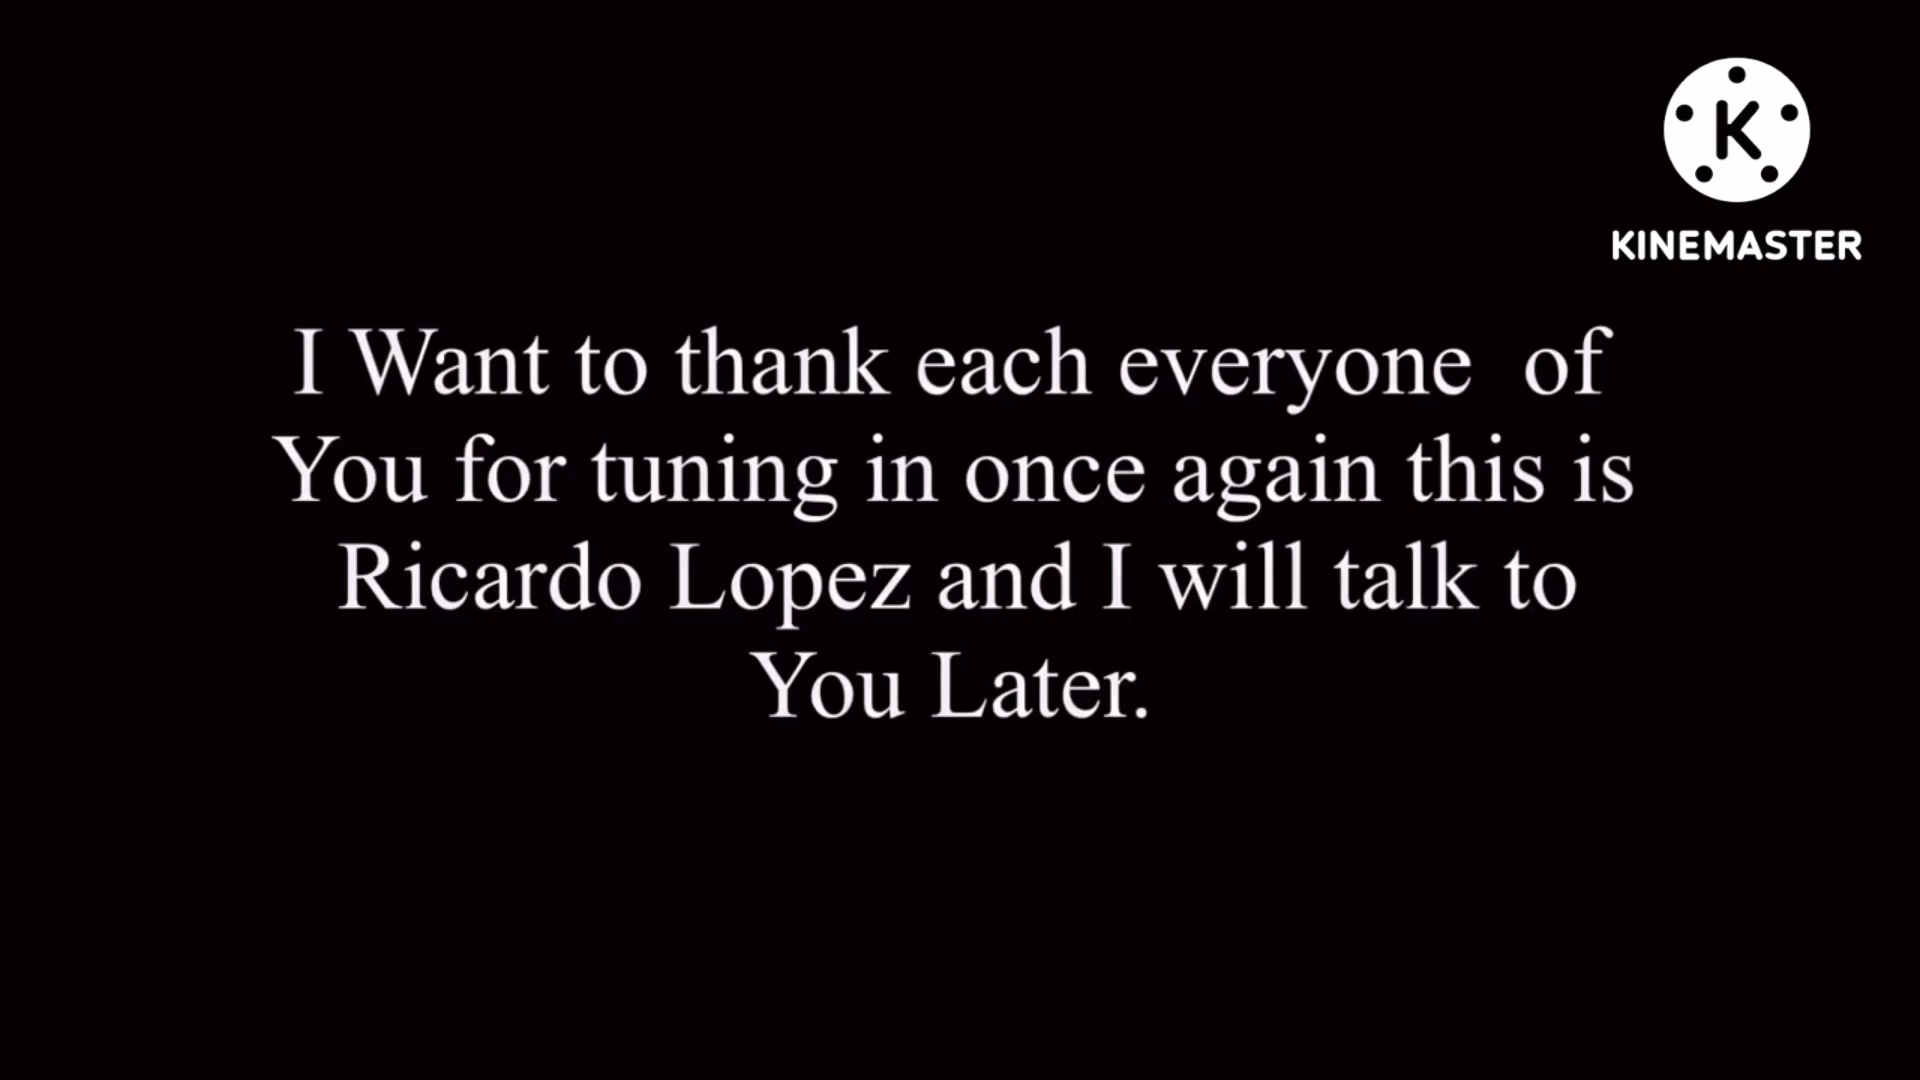 K
KINEMASTER
I Want to thank each everyone  of
You for tuning in once again this is
Ricardo Lopez and I will talk to
You Later.